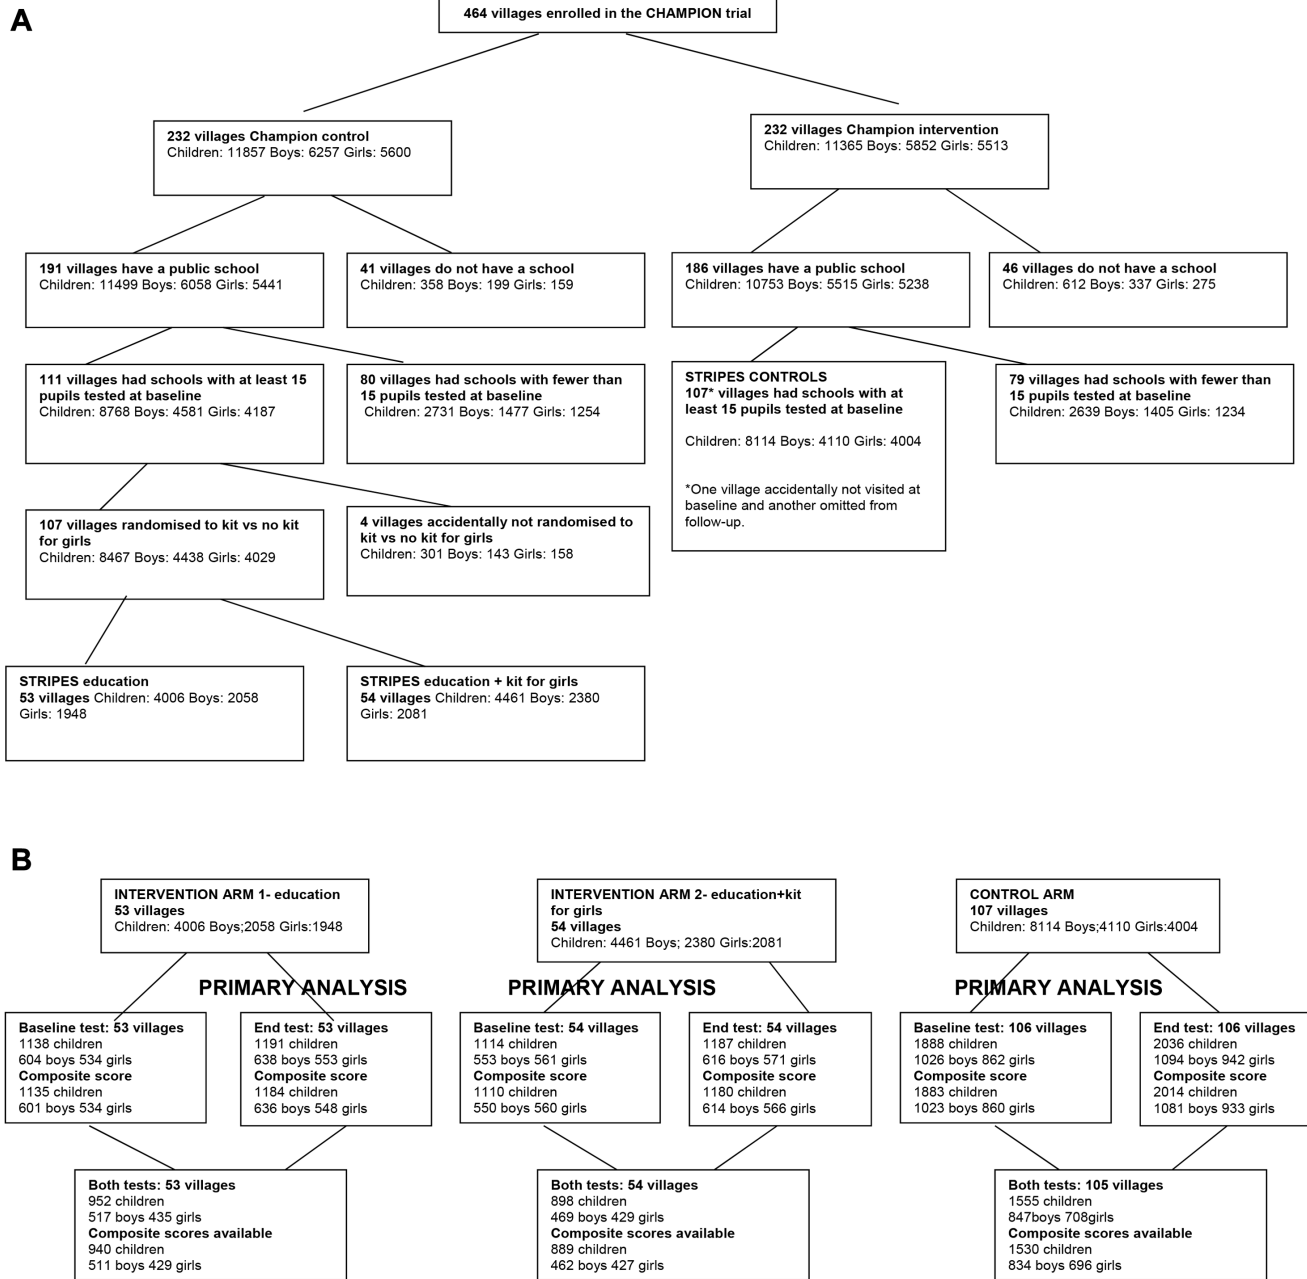 A
464 villages enrolled in the CHAMPION trial
232 villages Champion control
Children: 11857 Boys: 6257 Girls: 5600
232 villages Champion intervention
Children: 11365 Boys: 5852 Girls: 5513
191 villages have a public school
Children: 11499 Boys: 6058 Girls: 5441
41 villages do not have a school
Children: 358 Boys: 199 Girls: 159
186 villages have a public school
Children: 10753 Boys: 5515 Girls: 5238
46 villages do not have a school
Children: 612 Boys: 337 Girls: 275
111 villages had schools with at least 15
pupils tested at baseline
Children: 8768 Boys: 4581 Girls: 4187
80 villages had schools with fewer than
15 pupils tested at baseline
Children: 2731 Boys: 1477 Girls: 1254
STRIPES CONTROLS
107* villages had schools with at
least 15 pupils tested at baseline
Children: 8114 Boys: 4110 Girls: 4004
*One village accidentally not visited at
baseline and another omitted from
follow-up.
79 villages had schools with fewer than
15 pupils tested at baseline
Children: 2639 Boys: 1405 Girls: 1234
107 villages randomised to kit vs no kit
for girls
Children: 8467 Boys: 4438 Girls: 4029
4 villages accidentally not randomised to
kit vs no kit for girls
Children: 301 Boys: 143 Girls: 158
STRIPES education
53 villages Children: 4006 Boys: 2058
Girls: 1948
STRIPES education + kit for girls
54 villages Children: 4461 Boys: 2380
Girls: 2081
B
INTERVENTION ARM 1- education
53 villages
Children: 4006 Boys;2058 Girls:1948
INTERVENTION ARM 2- education+kit
for girls
54 villages
Children: 4461 Boys; 2380 Girls:2081
CONTROL ARM
107 villages
Children: 8114 Boys;4110 Girls:4004
PRIMARY ANALYSIS
PRIMARY ANALYSIS
PRIMARY ANALYSIS
Baseline test: 53 villages
1138 children
604 boys 534 girls
Composite score
1135 children
601 boys 534 girls
End test: 53 villages
1191 children
638 boys 553 girls
Composite score
1184 children
636 boys 548 girls
Baseline test: 54 villages
1114 children
553 boys 561 girls
Composite score
1110 children
550 boys 560 girls
End test: 54 villages
1187 children
616 boys 571 girls
Composite score
1180 children
614 boys 566 girls
Baseline test: 106 villages
1888 children
1026 boys 862 girls
Composite score
1883 children
1023 boys 860 girls
End test: 106 villages
2036 children
1094 boys 942 girls
Composite score
2014 children
1081 boys 933 girls
Both tests: 53 villages
952 children
517 boys 435 girls
Composite scores available
940 children
511 boys 429 girls
Both tests: 54 villages
898 children
469 boys 429 girls
Composite scores available
889 children
462 boys 427 girls
Both tests: 105 villages
1555 children
847boys 708girls
Composite scores available
1530 children
834 boys 696 girls